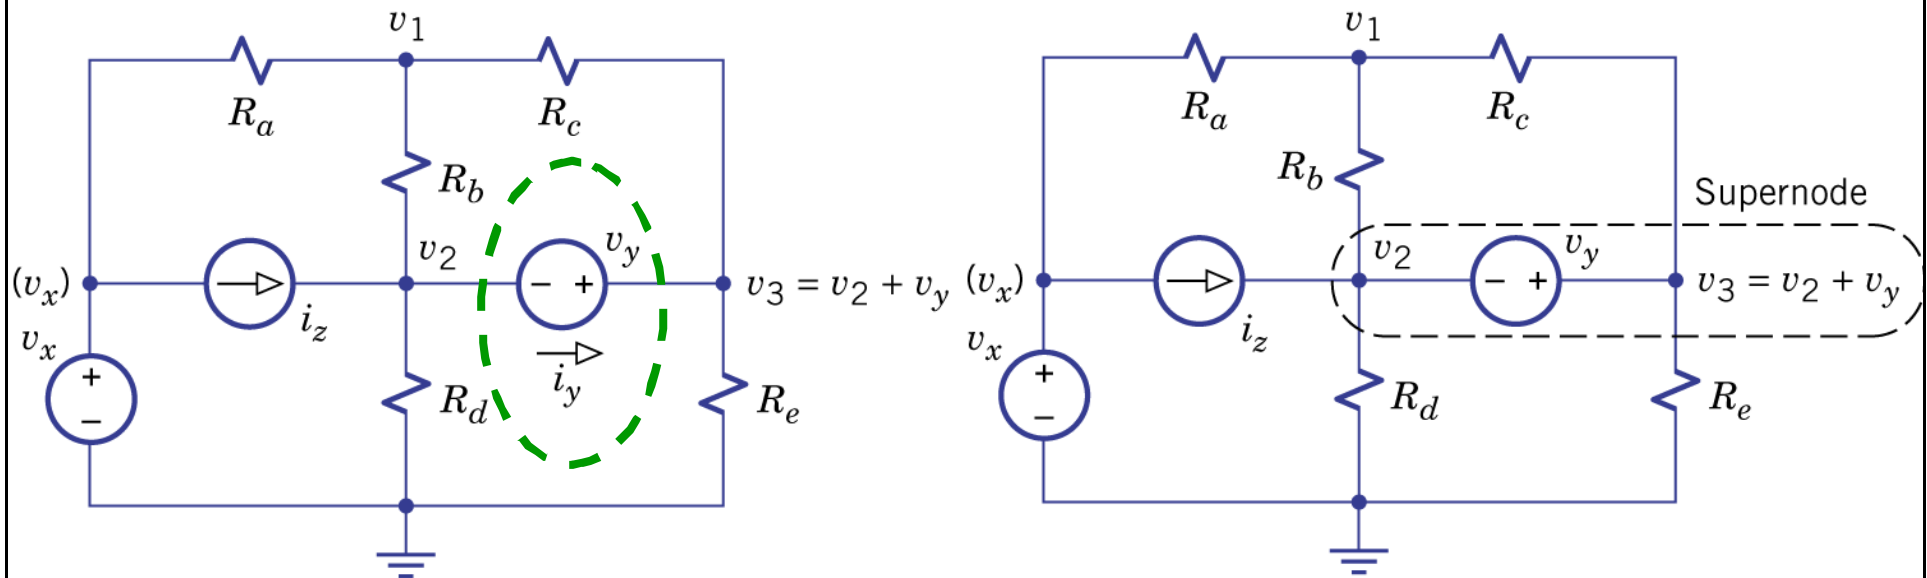 v1
Ra
Rc
Rb
v2
vy
(vx)
v3 = v2 + vy
iz
vx
+
−
− +
iy
Rd
Re
v1
Ra
Rc
Rb
Supernode
v2
vy
(vx)
v3 = v2 + vy
iz
vx
+
−
− +
Rd
Re